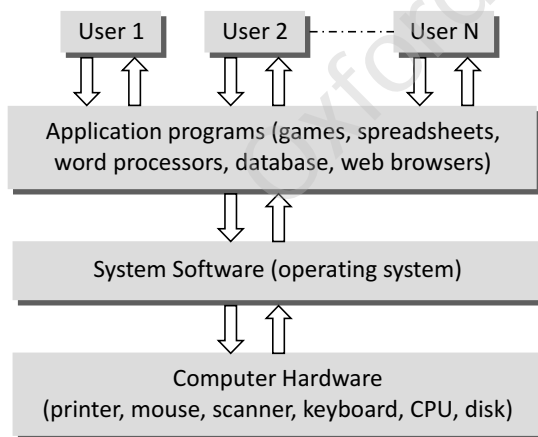 User 1 User 2 User N
Application programs (games, spreadsheets,
word processors, database, web browsers)
System Software (operating system)
Computer Hardware
(printer, mouse, scanner, keyboard, CPU, disk)
Oxford